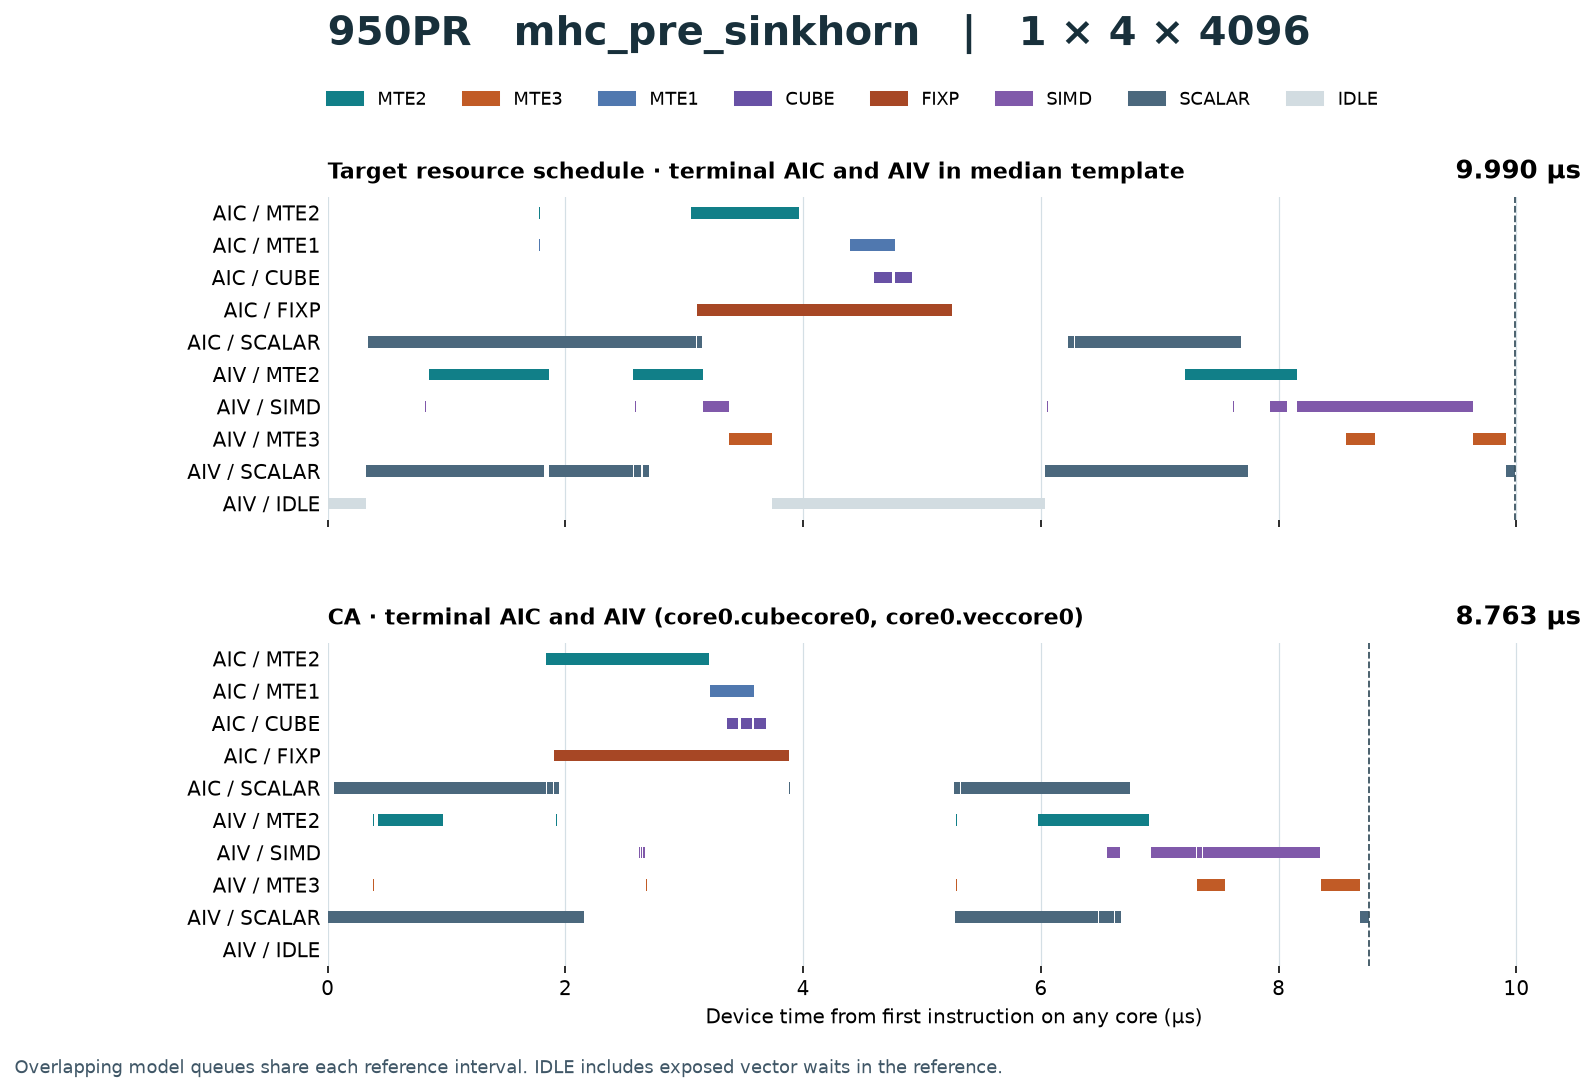 950PR   mhc_pre_sinkhorn   |   1 × 4 × 4096
MTE2 MTE3 MTE1 CUBE FIXP SIMD SCALAR IDLE
Target resource schedule · terminal AIC and AIV in median template 9.990 µs
AIC / MTE2
AIC / MTE1
AIC / CUBE
AIC / FIXP
AIC / SCALAR
AIV / MTE2
AIV / SIMD
AIV / MTE3
AIV / SCALAR
AIV / IDLE
CA · terminal AIC and AIV (core0.cubecore0, core0.veccore0) 8.763 µs
AIC / MTE2
AIC / MTE1
AIC / CUBE
AIC / FIXP
AIC / SCALAR
AIV / MTE2
AIV / SIMD
AIV / MTE3
AIV / SCALAR
AIV / IDLE
0 2 4 6 8 10
Device time from first instruction on any core (µs)
Overlapping model queues share each reference interval. IDLE includes exposed vector waits in the reference.